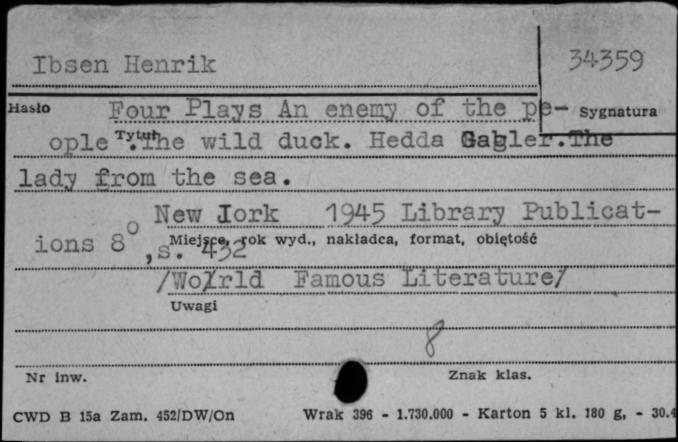 Ibsen Henrik
34359
Hasło
Four Plays An enemy of the pe-
Sygnatura
ople .The wild duck. Hedda Gabler.The
Tytuł
lady from the sea.
New Iork 1945 Library Publicat-
ions 8° ,s. 432
Miejsce, rok wyd., nakładca, format, objętość
/World Famous Literature/
Uwagi
8
Nr inw.
Znak klas.
CWD B 15a Zam. 452/DW/On Wrak 396 - 1.730.000 - Karton 5 kl. 180 g, - 30.4